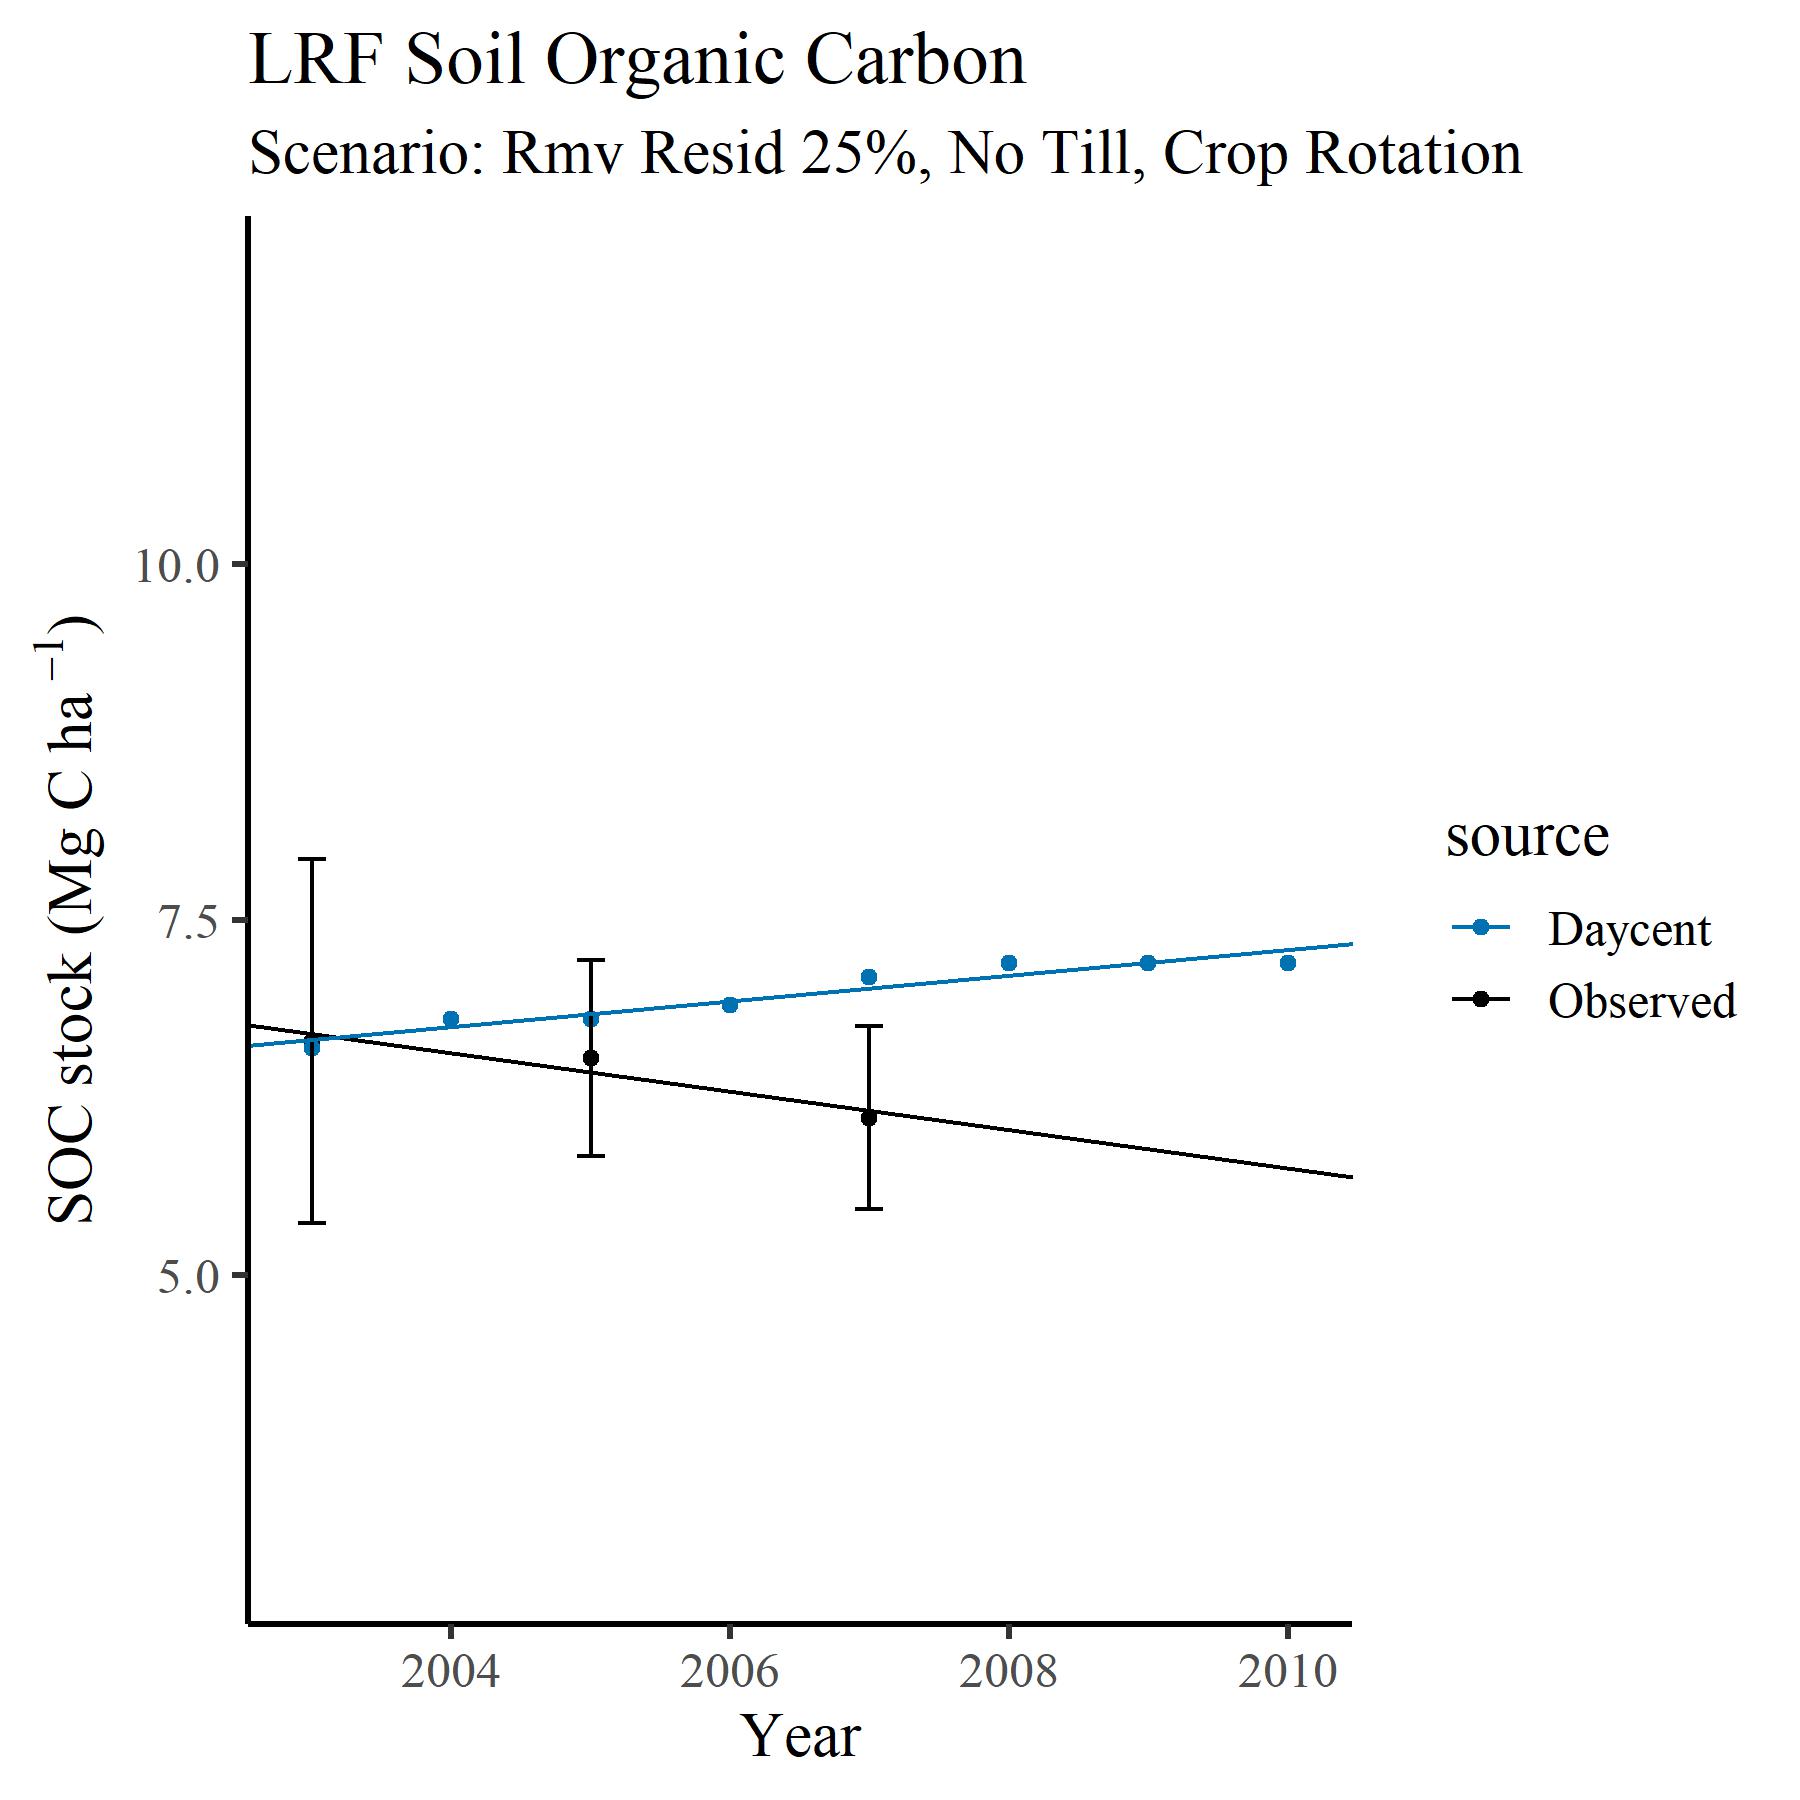 LRF Soil Organic Carbon
Scenario: Rmv Resid 25%, No Till, Crop Rotation
SOC stock (Mg C ha⁻¹)
10.0
7.5
5.0
2004 2006 2008 2010
Year
source
Daycent
Observed